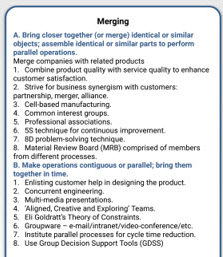 Merging
A. Bring closer together (or merge) identical or similar
objects; assemble identical or similar parts to perform
parallel operations.
Merge companies with related products
1. Combine product quality with service quality to enhance
customer satisfaction.
2. Strive for business synergism with customers:
partnership, merger, alliance.
3. Cell-based manufacturing.
4. Common interest groups.
5. Professional associations.
6. 5S technique for continuous improvement.
7. 8D problem-solving technique.
8. Material Review Board (MRB) comprised of members
from different processes.
B. Make operations contiguous or parallel; bring them
together in time.
1. Enlisting customer help in designing the product.
2. Concurrent engineering.
3. Multi-media presentations.
4. 'Aligned, Creative and Exploring' Teams.
5. Eli Goldratt's Theory of Constraints.
6. Groupware – e-mail/intranet/video-conference/etc.
7. Institute parallel processes for cycle time reduction.
8. Use Group Decision Support Tools (GDSS)